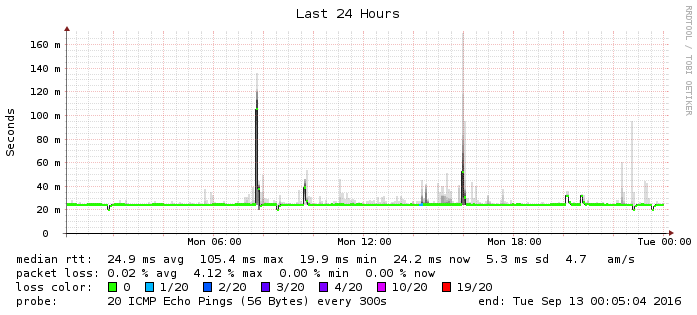 Last 24 Hours
RRDTOOL / TOBI OETIKER
Seconds
160 m
140 m
120 m
100 m
80 m
60 m
40 m
20 m
0
Mon 06:00 Mon 12:00 Mon 18:00 Tue 00:00
median rtt: 24.9 ms avg 105.4 ms max 19.9 ms min 24.2 ms now 5.3 ms sd 4.7 am/s
packet loss: 0.02 % avg 4.12 % max 0.00 % min 0.00 % now
loss color: 0 1/20 2/20 3/20 4/20 10/20 19/20
probe: 20 ICMP Echo Pings (56 Bytes) every 300s end: Tue Sep 13 00:05:04 2016